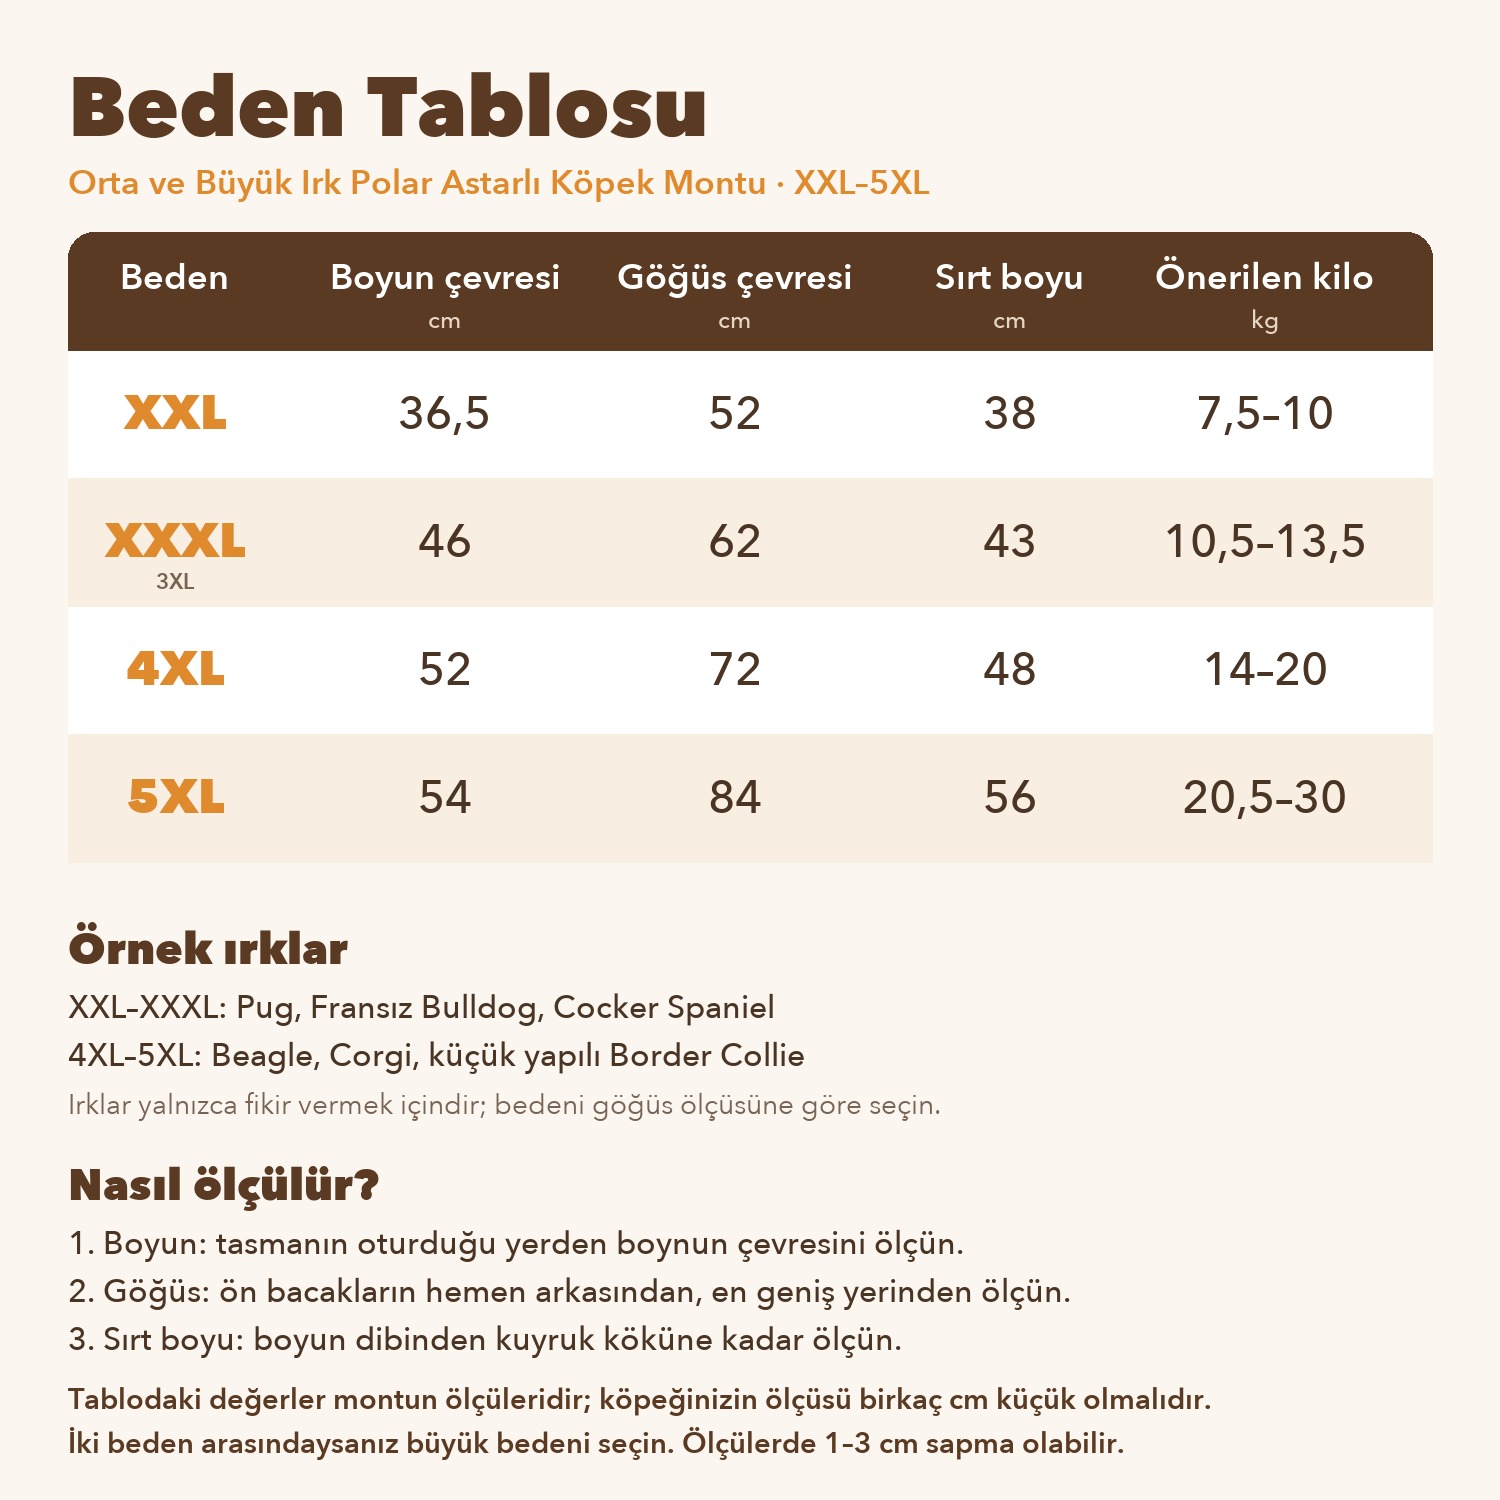 Beden Tablosu
Orta ve Büyük Irk Polar Astarlı Köpek Montu · XXL–5XL
Beden Boyun çevresi Göğüs çevresi Sırt boyu Önerilen kilo
cm cm cm kg
XXL 36,5 52 38 7,5–10
XXXL 46 62 43 10,5–13,5
3XL
4XL 52 72 48 14–20
5XL 54 84 56 20,5–30
Örnek ırklar
XXL–XXXL: Pug, Fransız Bulldog, Cocker Spaniel
4XL–5XL: Beagle, Corgi, küçük yapılı Border Collie
Irklar yalnızca fikir vermek içindir; bedeni göğüs ölçüsüne göre seçin.
Nasıl ölçülür?
1. Boyun: tasmanın oturduğu yerden boynun çevresini ölçün.
2. Göğüs: ön bacakların hemen arkasından, en geniş yerinden ölçün.
3. Sırt boyu: boyun dibinden kuyruk köküne kadar ölçün.
Tablodaki değerler montun ölçüleridir; köpeğinizin ölçüsü birkaç cm küçük olmalıdır.
İki beden arasındaysanız büyük bedeni seçin. Ölçülerde 1–3 cm sapma olabilir.